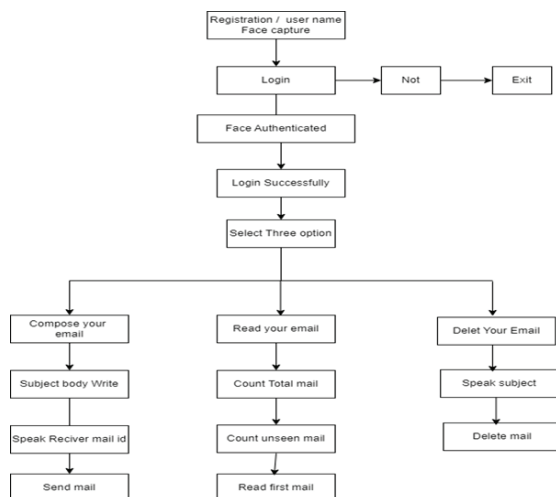 Registration / user name
Face capture
Login
Not
Exit
Face Authenticated
Login Successfully
Select Three option
Compose your
email
Read your email
Delet Your Email
Subject body Write
Count Total mail
Speak subject
Speak Reciver mail id
Count unseen mail
Delete mail
Send mail
Read first mail